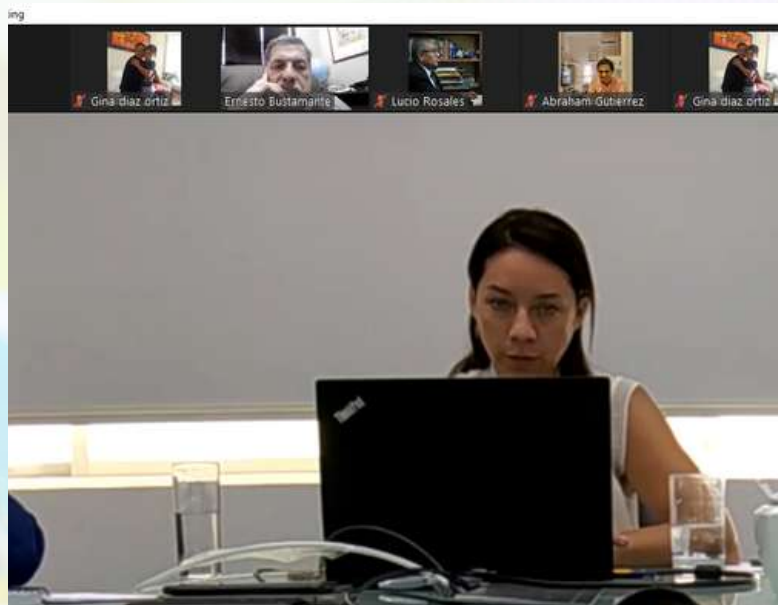 ing
Gina diaz ortiz
Ernesto Bustamante
Lucio Rosales
Abraham Gutierrez
Gina diaz ortiz
ThinkPad